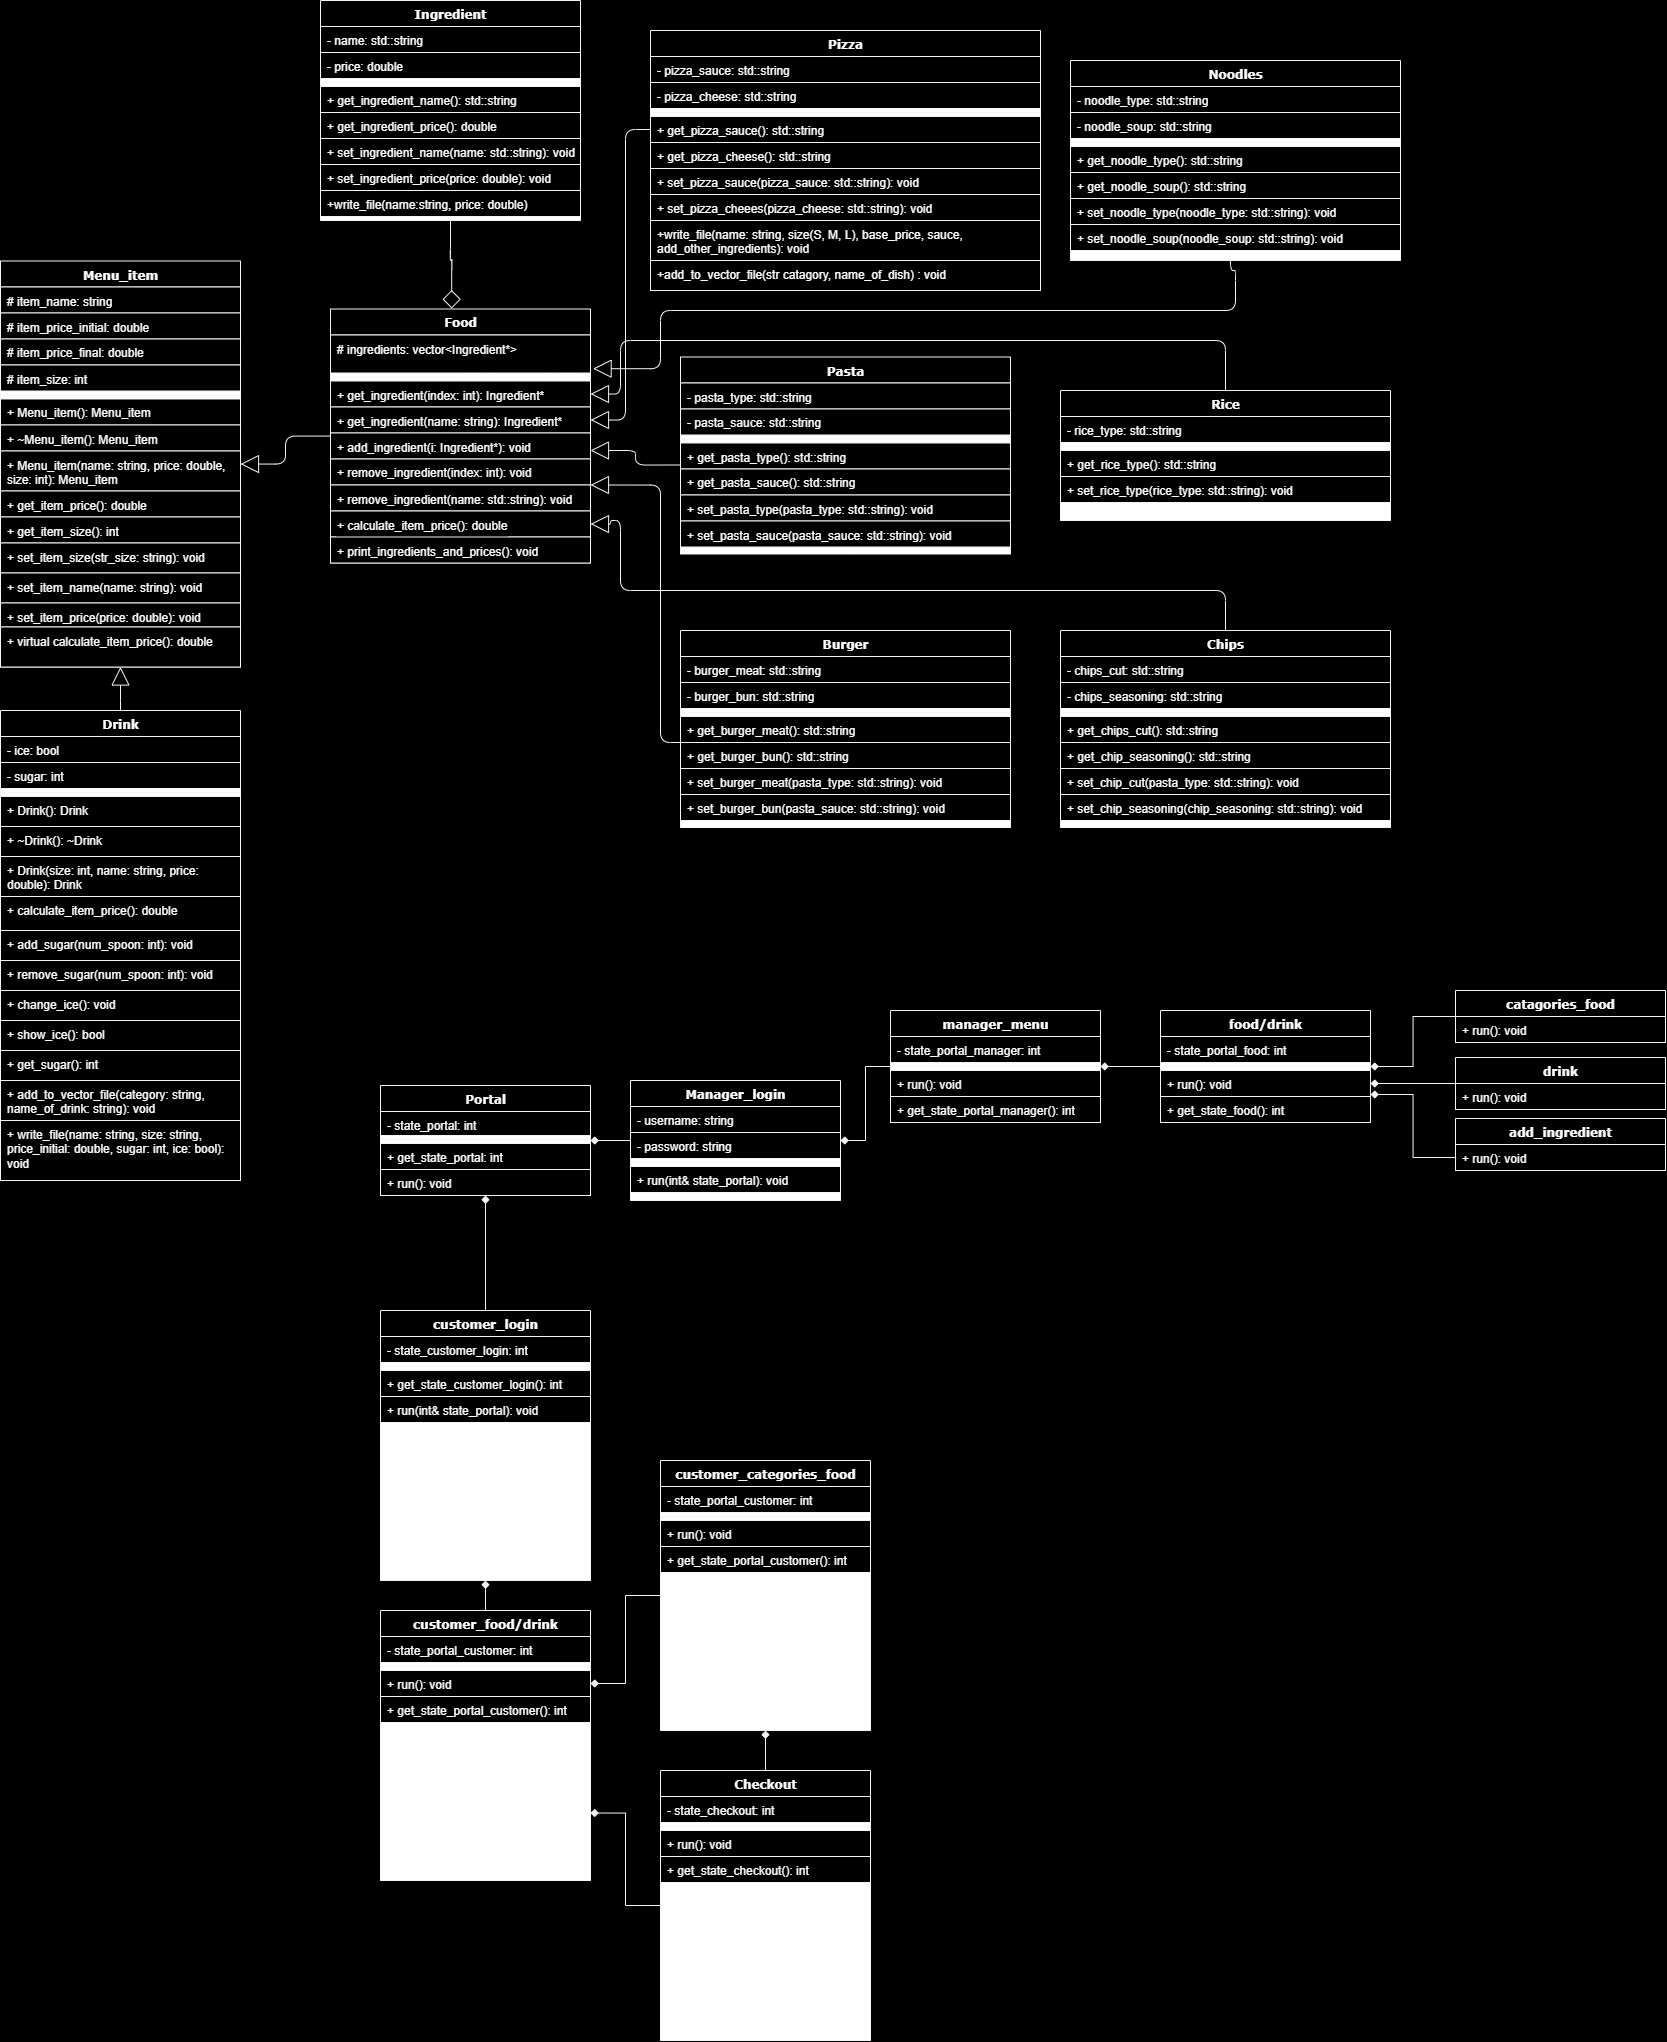 Ingredient
- name: std::string
- price: double
+ get_ingredient_name(): std::string
+ get_ingredient_price(): double
+ set_ingredient_name(name: std::string): void
+ set_ingredient_price(price: double): void
+write_file(name:string, price: double)
Pizza
- pizza_sauce: std::string
- pizza_cheese: std::string
+ get_pizza_sauce(): std::string
+ get_pizza_cheese(): std::string
+ set_pizza_sauce(pizza_sauce: std::string): void
+ set_pizza_cheees(pizza_cheese: std::string): void
+write_file(name: string, size(S, M, L), base_price, sauce,
add_other_ingredients): void
+add_to_vector_file(str catagory, name_of_dish) : void
Noodles
- noodle_type: std::string
- noodle_soup: std::string
+ get_noodle_type(): std::string
+ get_noodle_soup(): std::string
+ set_noodle_type(noodle_type: std::string): void
+ set_noodle_soup(noodle_soup: std::string): void
Menu_item
# item_name: string
# item_price_initial: double
# item_price_final: double
# item_size: int
+ Menu_item(): Menu_item
+ ~Menu_item(): Menu_item
+ Menu_item(name: string, price: double,
size: int): Menu_item
+ get_item_price(): double
+ get_item_size(): int
+ set_item_size(str_size: string): void
+ set_item_name(name: string): void
+ set_item_price(price: double): void
+ virtual calculate_item_price(): double
Food
# ingredients: vector<Ingredient*>
+ get_ingredient(index: int): Ingredient*
+ get_ingredient(name: string): Ingredient*
+ add_ingredient(i: Ingredient*): void
+ remove_ingredient(index: int): void
+ remove_ingredient(name: std::string): void
+ calculate_item_price(): double
+ print_ingredients_and_prices(): void
Pasta
- pasta_type: std::string
- pasta_sauce: std::string
+ get_pasta_type(): std::string
+ get_pasta_sauce(): std::string
+ set_pasta_type(pasta_type: std::string): void
+ set_pasta_sauce(pasta_sauce: std::string): void
Rice
- rice_type: std::string
+ get_rice_type(): std::string
+ set_rice_type(rice_type: std::string): void
Burger
- burger_meat: std::string
- burger_bun: std::string
+ get_burger_meat(): std::string
+ get_burger_bun(): std::string
+ set_burger_meat(pasta_type: std::string): void
+ set_burger_bun(pasta_sauce: std::string): void
Chips
- chips_cut: std::string
- chips_seasoning: std::string
+ get_chips_cut(): std::string
+ get_chip_seasoning(): std::string
+ set_chip_cut(pasta_type: std::string): void
+ set_chip_seasoning(chip_seasoning: std::string): void
Drink
- ice: bool
- sugar: int
+ Drink(): Drink
+ ~Drink(): ~Drink
+ Drink(size: int, name: string, price:
double): Drink
+ calculate_item_price(): double
+ add_sugar(num_spoon: int): void
+ remove_sugar(num_spoon: int): void
+ change_ice(): void
+ show_ice(): bool
+ get_sugar(): int
+ add_to_vector_file(category: string,
name_of_drink: string): void
+ write_file(name: string, size: string,
price_initial: double, sugar: int, ice: bool):
void
Portal
- state_portal: int
+ get_state_portal: int
+ run(): void
Manager_login
- username: string
- password: string
+ run(int& state_portal): void
manager_menu
- state_portal_manager: int
+ run(): void
+ get_state_portal_manager(): int
food/drink
- state_portal_food: int
+ run(): void
+ get_state_food(): int
catagories_food
+ run(): void
drink
+ run(): void
add_ingredient
+ run(): void
customer_login
- state_customer_login: int
+ get_state_customer_login(): int
+ run(int& state_portal): void
customer_categories_food
- state_portal_customer: int
+ run(): void
+ get_state_portal_customer(): int
customer_food/drink
- state_portal_customer: int
+ run(): void
+ get_state_portal_customer(): int
Checkout
- state_checkout: int
+ run(): void
+ get_state_checkout(): int